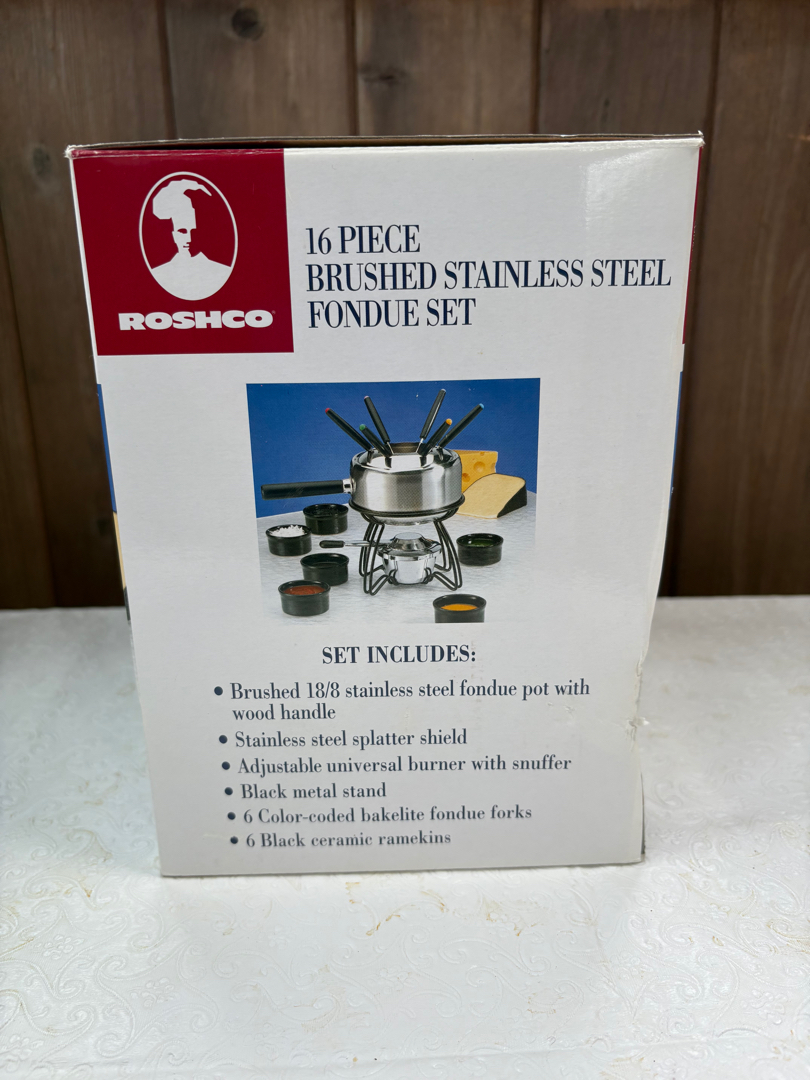 ROSHCO
16 PIECE
BRUSHED STAINLESS STEEL
FONDUE SET
SET INCLUDES:
• Brushed 18/8 stainless steel fondue pot with
wood handle
• Stainless steel splatter shield
• Adjustable universal burner with snuffer
• Black metal stand
• 6 Color-coded bakelite fondue forks
• 6 Black ceramic ramekins